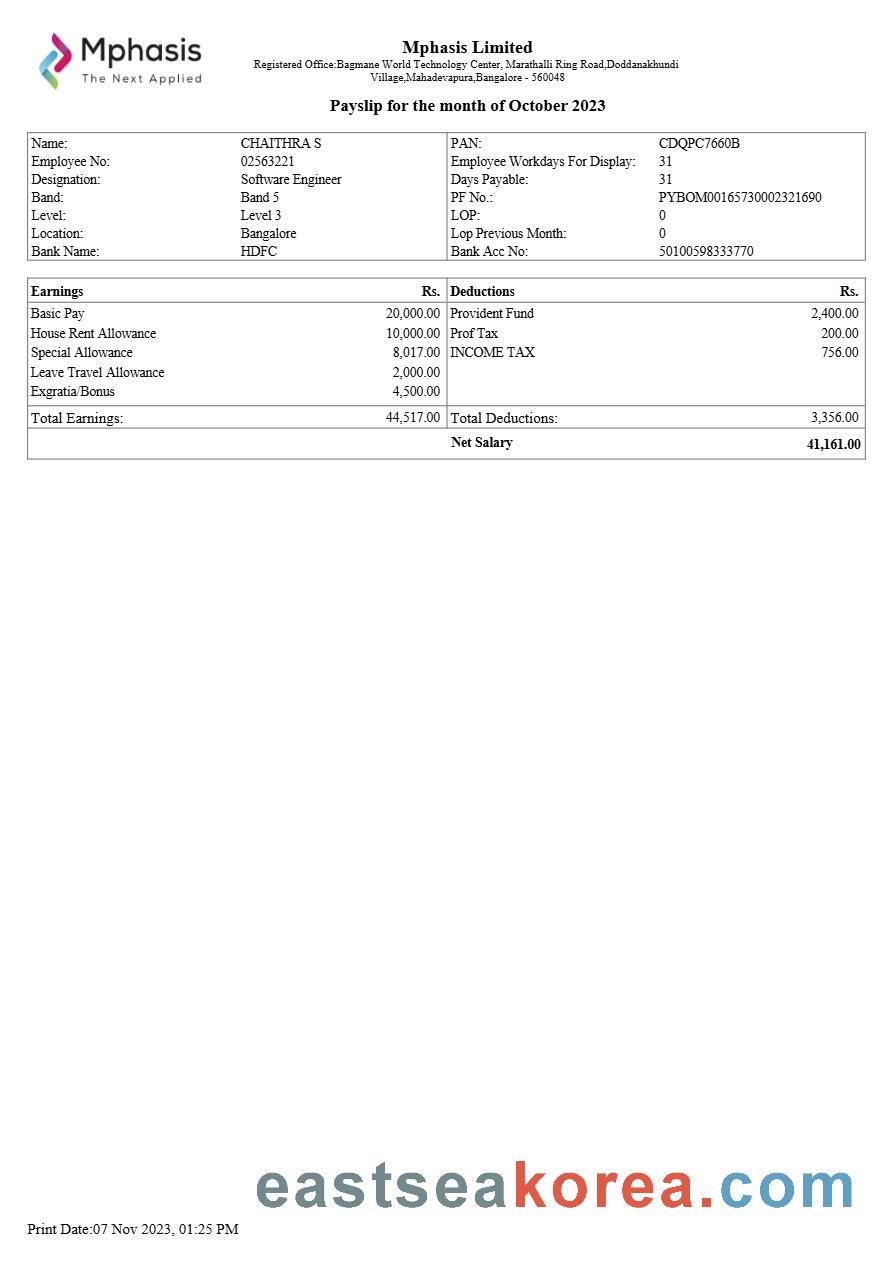 Mphasis
The Next Applied
Mphasis Limited
Registered Office:Bagmane World Technology Center, Marathalli Ring Road,Doddanakhundi
Village,Mahadevapura,Bangalore - 560048
Payslip for the month of October 2023
Name: CHAITHRA S PAN: CDQPC7660B
Employee No: 02563221 Employee Workdays For Display: 31
Designation: Software Engineer Days Payable: 31
Band: Band 5 PF No.: PYBOM00165730002321690
Level: Level 3 LOP: 0
Location: Bangalore Lop Previous Month: 0
Bank Name: HDFC Bank Acc No: 50100598333770
Earnings Rs. Deductions Rs.
Basic Pay 20,000.00 Provident Fund 2,400.00
House Rent Allowance 10,000.00 Prof Tax 200.00
Special Allowance 8,017.00 INCOME TAX 756.00
Leave Travel Allowance 2,000.00
Exgratia/Bonus 4,500.00
Total Earnings: 44,517.00 Total Deductions: 3,356.00
Net Salary 41,161.00
eastseakorea.com
Print Date:07 Nov 2023, 01:25 PM